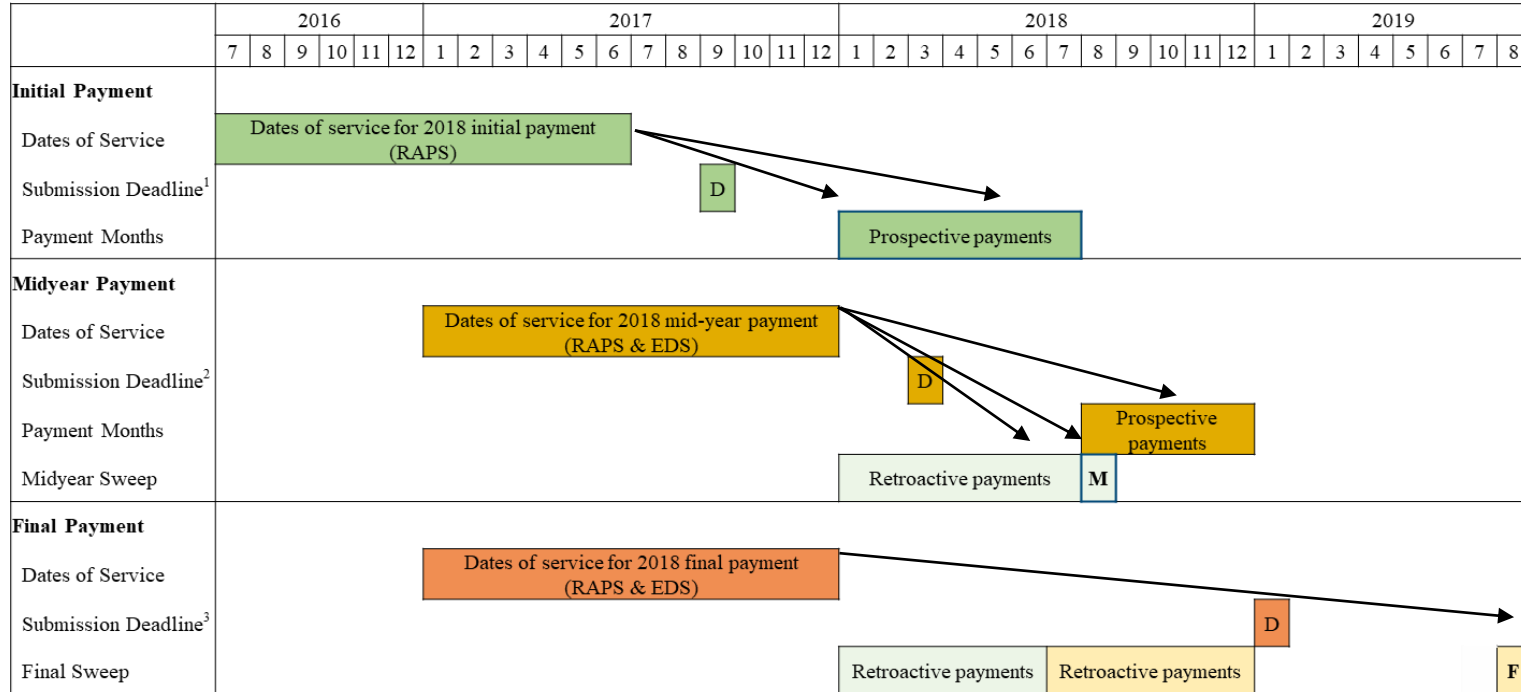 2016 2017 2018 2019
7 8 9 10 11 12 1 2 3 4 5 6 7 8 9 10 11 12 1 2 3 4 5 6 7 8 9 10 11 12 1 2 3 4 5 6 7 8
Initial Payment
Dates of Service
Dates of service for 2018 initial payment
(RAPS)
Submission Deadline1 D
Payment Months Prospective payments
Midyear Payment
Dates of Service
Dates of service for 2018 mid-year payment
(RAPS & EDS)
Submission Deadline2 D
Payment Months
Prospective
payments
Midyear Sweep Retroactive payments M
Final Payment
Dates of Service
Dates of service for 2018 final payment
(RAPS & EDS)
Submission Deadline3 D
Final Sweep Retroactive payments Retroactive payments F